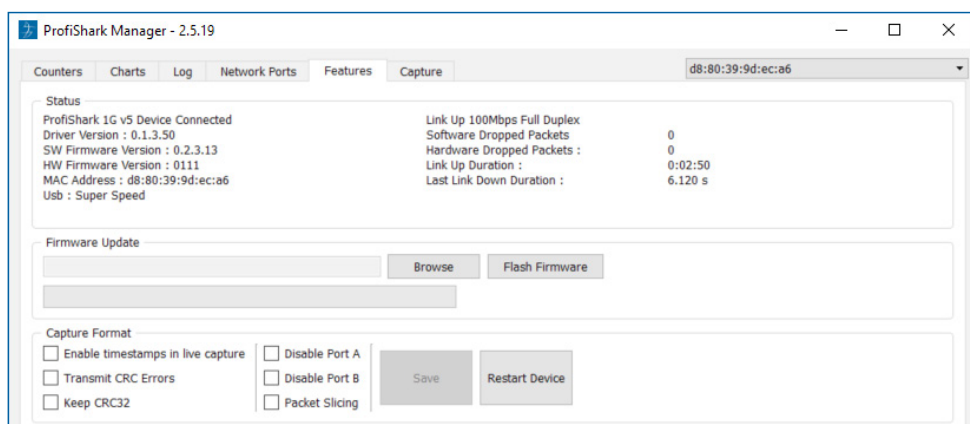 ProfiShark Manager - 2.5.19
Counters Charts Log Network Ports Features Capture d8:80:39:9d:ec:a6
Status
ProfiShark 1G v5 Device Connected
Driver Version : 0.1.3.50
SW Firmware Version : 0.2.3.13
HW Firmware Version : 0111
MAC Address : d8:80:39:9d:ec:a6
Usb : Super Speed
Link Up 100Mbps Full Duplex
Software Dropped Packets 0
Hardware Dropped Packets : 0
Link Up Duration : 0:02:50
Last Link Down Duration : 6.120 s
Firmware Update
Browse Flash Firmware
Capture Format
Enable timestamps in live capture
Transmit CRC Errors
Keep CRC32
Disable Port A
Disable Port B
Packet Slicing
Save Restart Device